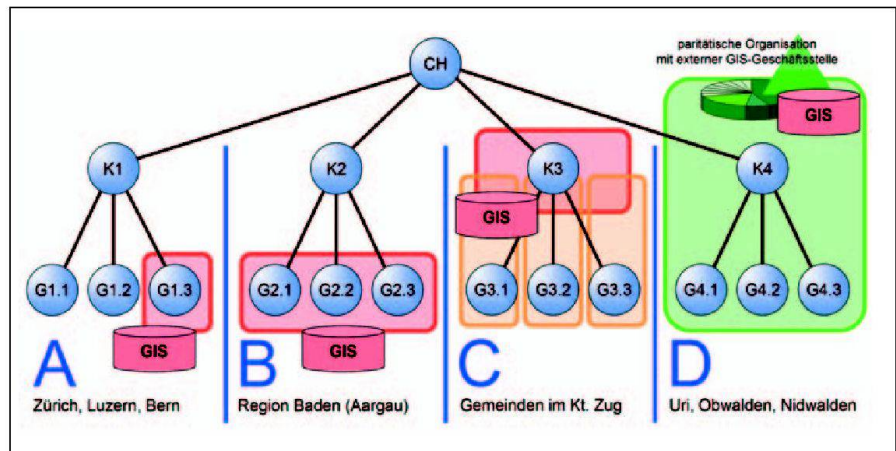 paritätische Organisation
mit externer GIS-Geschäftsstelle
CH
GIS
K1
K2
K3
K4
GIS
G1.1
G1.2
G1.3
G2.1
G2.2
G2.3
G3.1
G3.2
G3.3
G4.1
G4.2
G4.3
GIS
GIS
A
B
C
D
Zürich, Luzern, Bern
Region Baden (Aargau)
Gemeinden im Kt. Zug
Uri, Obwalden, Nidwalden